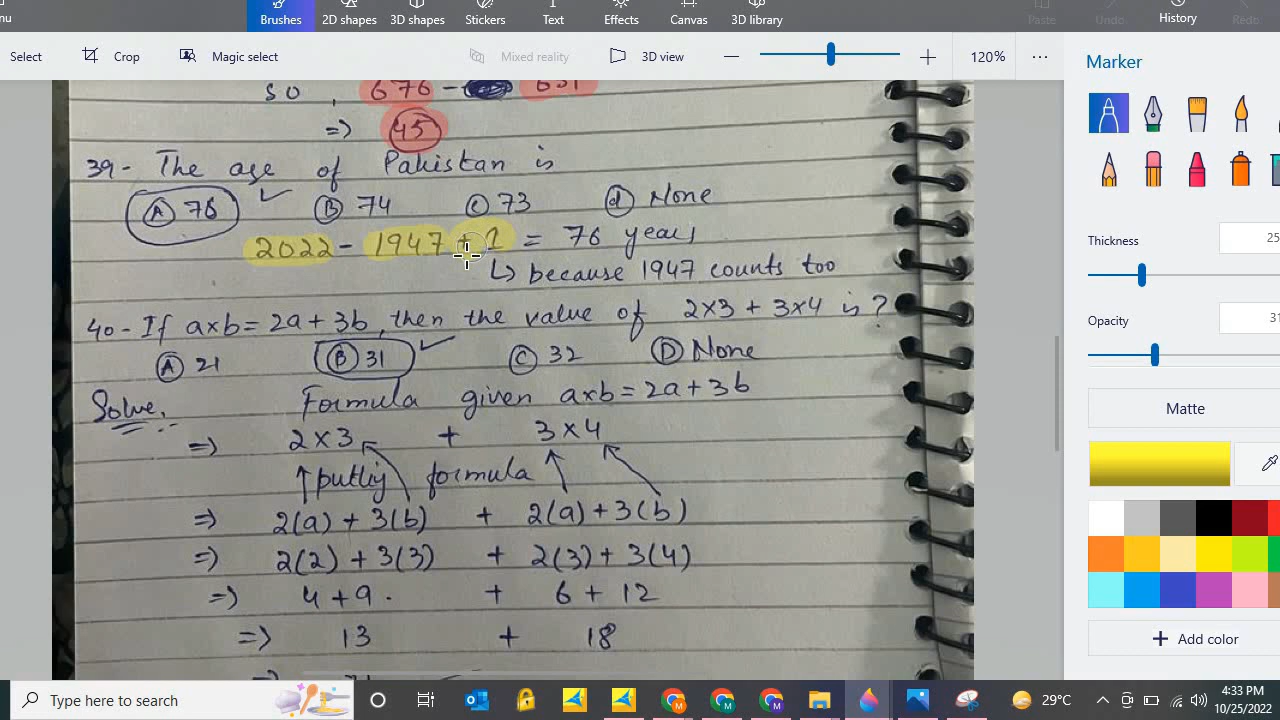 Brushes 2D shapes 3D shapes Stickers Text Effects Canvas 3D library Paste Undo History Redo
Select Crop Magic select Mixed reality 3D view 120%
Marker
Thickness
25
Opacity
31
Matte
Add color
so, 676 - 631
=> 45
39- The age of Pakistan is
(A) 76 (B) 74 (C) 73 (d) None
2022 - 1947 + 1 = 76 years
↳ because 1947 counts too
40- If a×b = 2a + 3b, then the value of 2×3 + 3×4 is?
(A) 21 (B) 31 (C) 32 (D) None
Solve, Formula given a×b = 2a + 3b
=> 2×3 + 3×4
putting formula
=> 2(a) + 3(b) + 2(a) + 3(b)
=> 2(2) + 3(3) + 2(3) + 3(4)
=> 4 + 9 + 6 + 12
=> 13 + 18
Type here to search
29°C
4:33 PM
10/25/2022